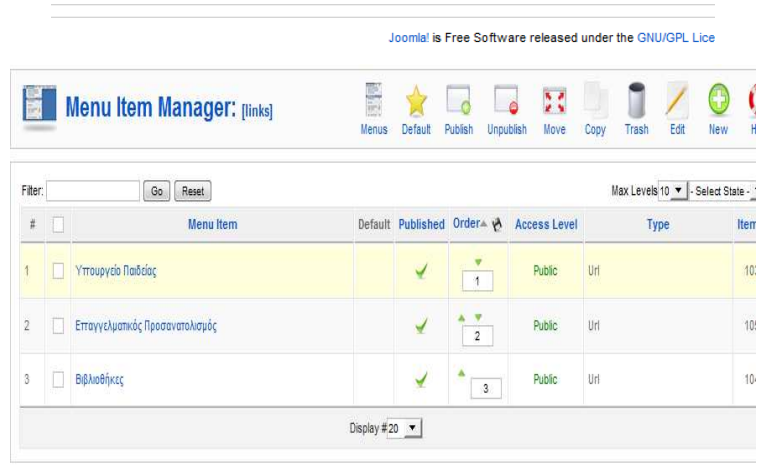 Joomla! is Free Software released under the GNU/GPL Lice
Menu Item Manager: [links]
Menus Default Publish Unpublish Move Copy Trash Edit New H
Filter: Go Reset Max Levels 10 - Select State -
# Menu Item Default Published Order Access Level Type Item
1 Υπουργείο Παιδείας 1 Public Url 10
2 Επαγγελματικός Προσανατολισμός 2 Public Url 10
3 Βιβλιοθήκες 3 Public Url 10
Display # 20